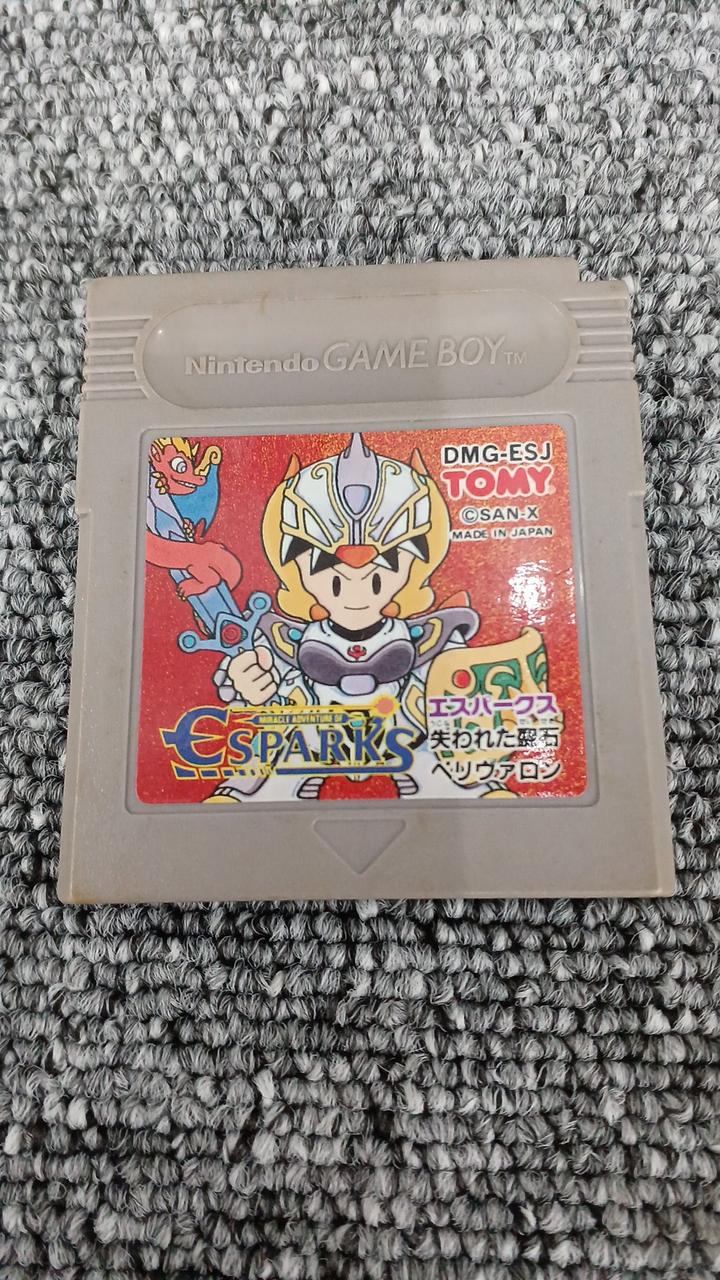 Nintendo GAME BOY TM
DMG-ESJ
TOMY
©SAN-X
MADE IN JAPAN
MIRACLE ADVENTURE OF
ESPARKS
エスパークス
失われた聖石
ペリヴァロン